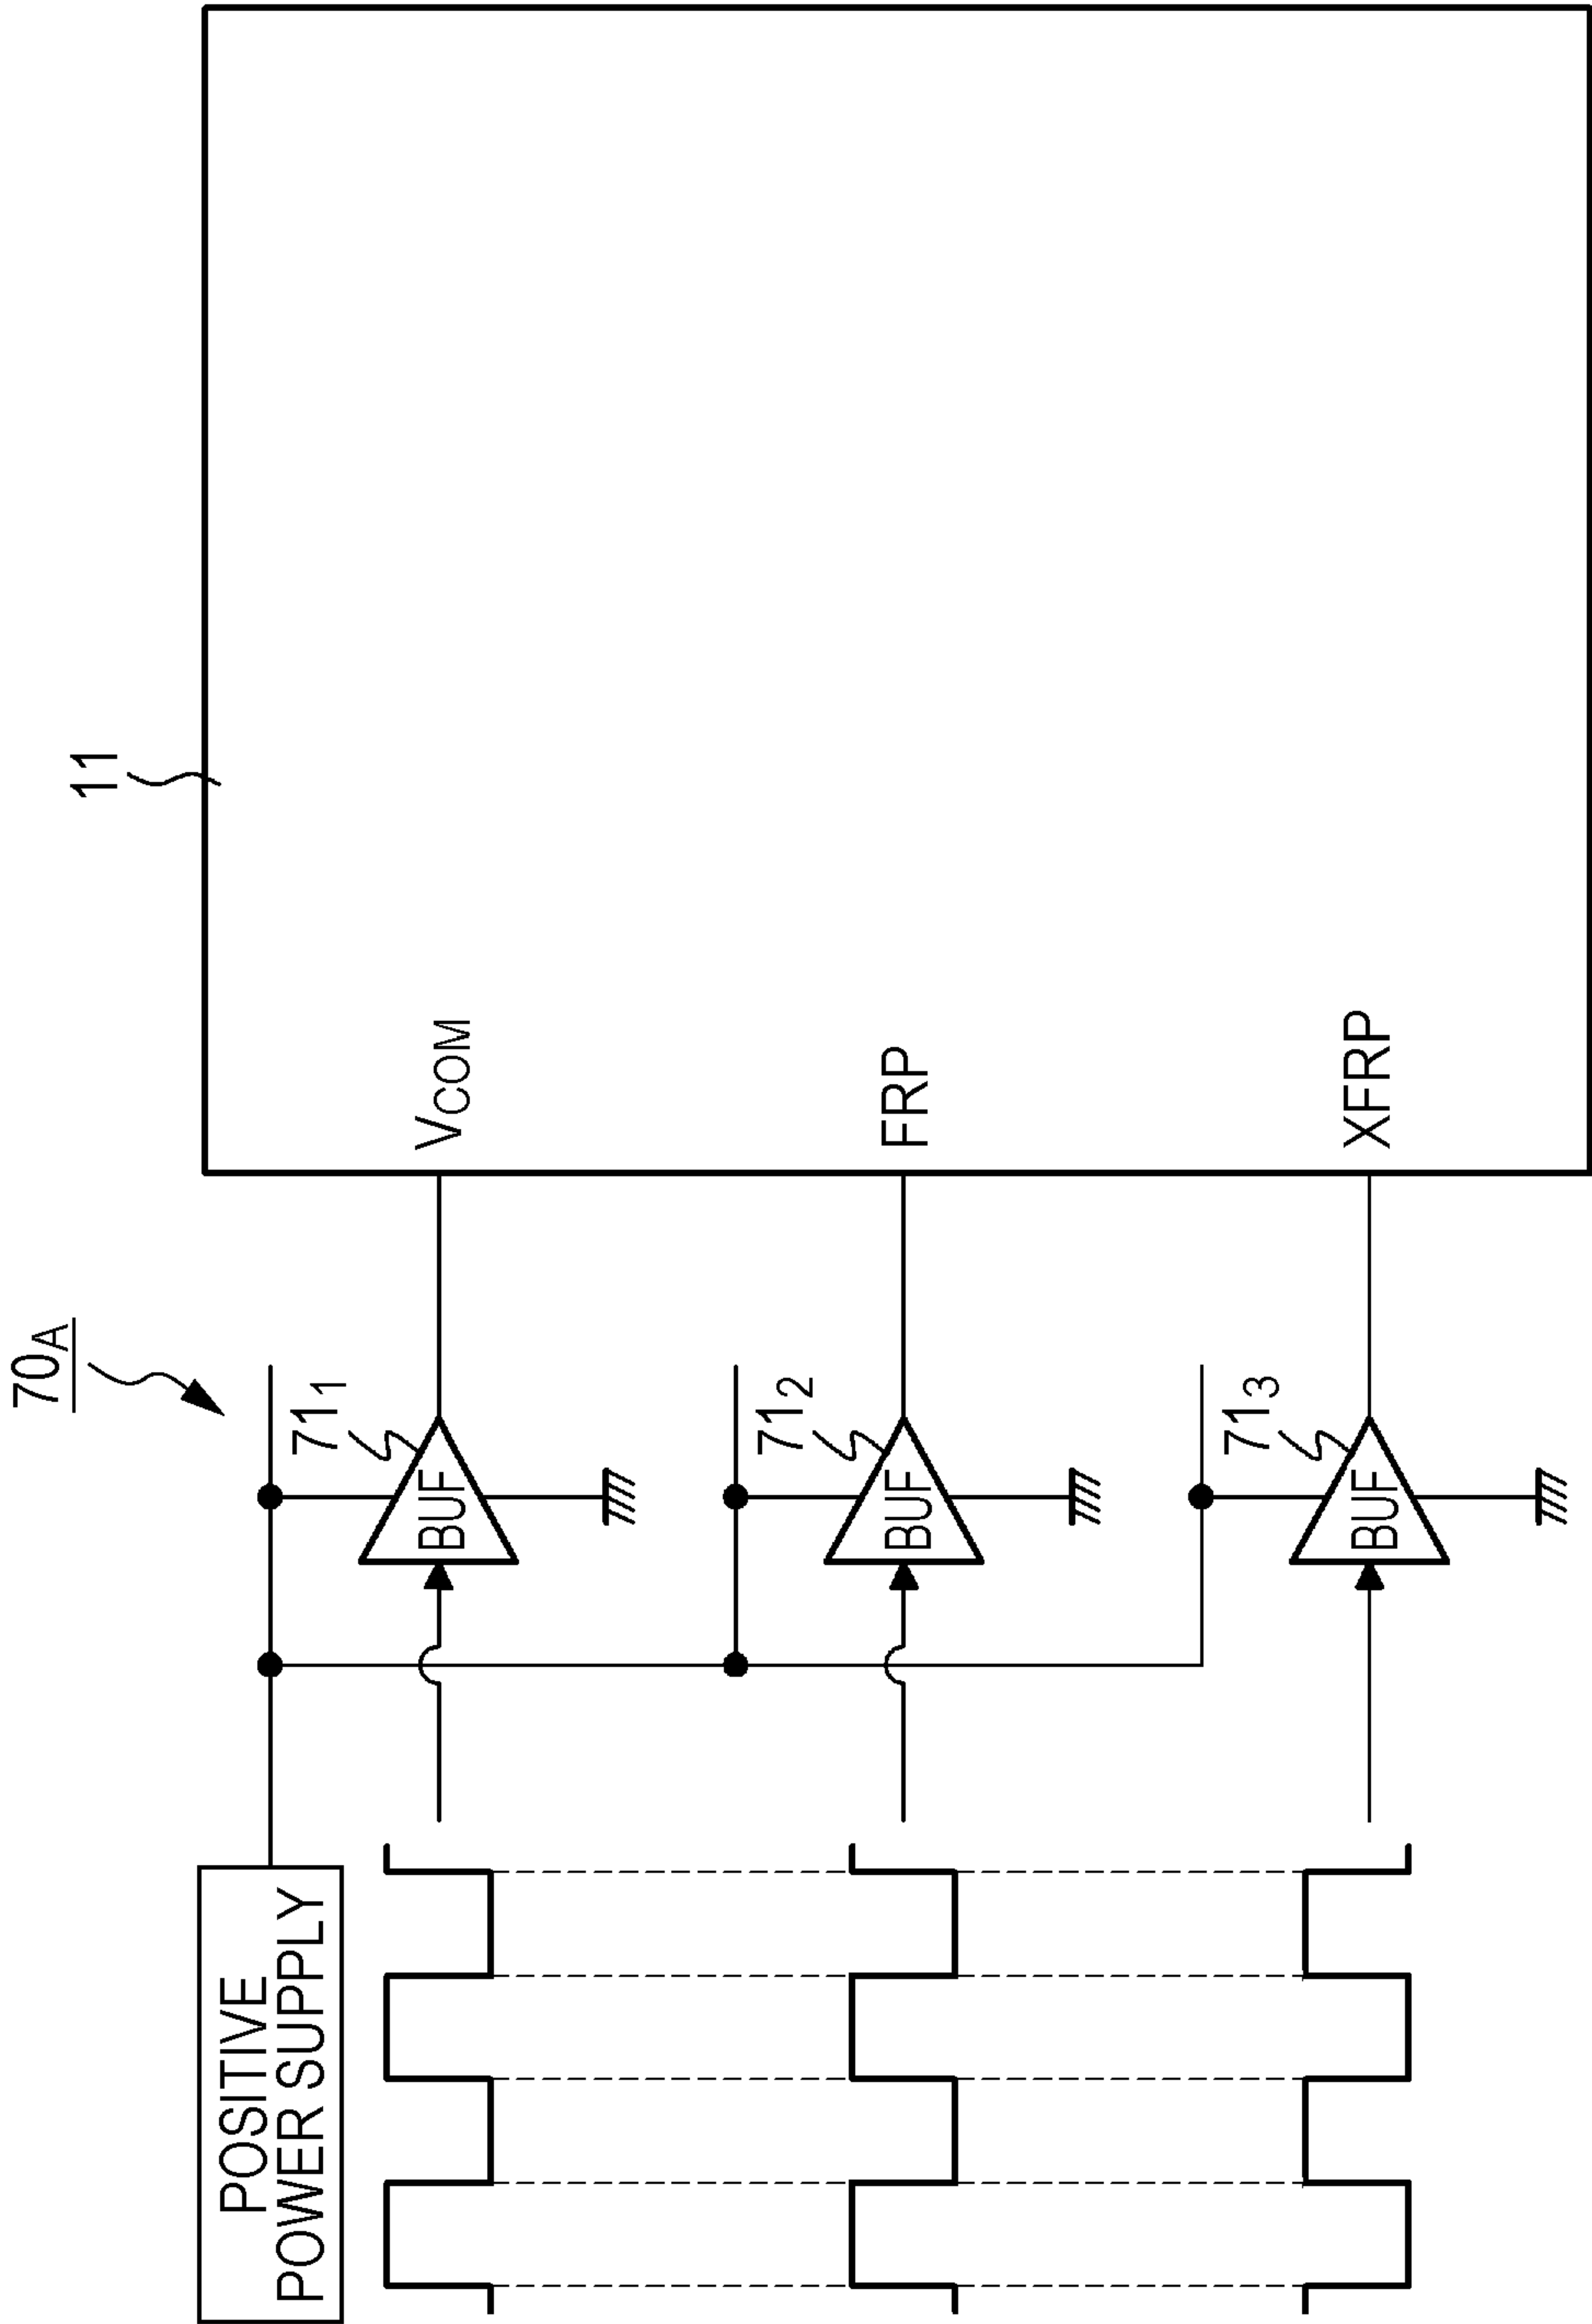 70A
11
POSITIVE
POWER SUPPLY
711
BUF
VCOM
712
BUF
FRP
713
BUF
XFRP